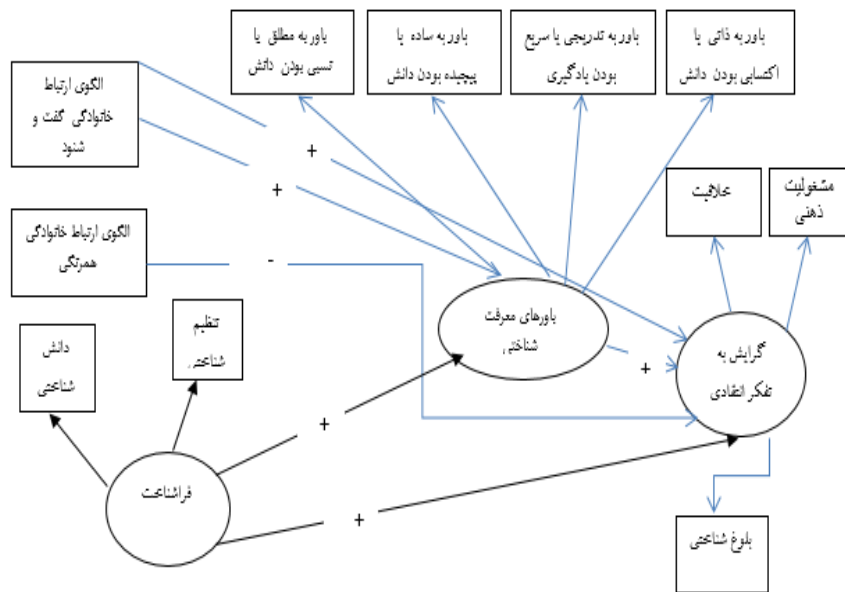 باور به مطلق یا
نسبی بودن دانش
باور به ساده یا
پیچیده بودن دانش
باور به تدریجی یا سریع
بودن یادگیری
باور به ذاتی یا
اکتسابی بودن دانش
الگوی ارتباط
خانوادگی گفت و
شنود
+
+
الگوی ارتباط خانوادگی
همرنگی
-
خلاقیت
مشغولیت
ذهنی
باورهای معرفت
شناختی
+
گرایش به
تفکر انتقادی
تنظیم
شناختی
دانش
شناختی
+
فراشناخت
+
بلوغ شناختی